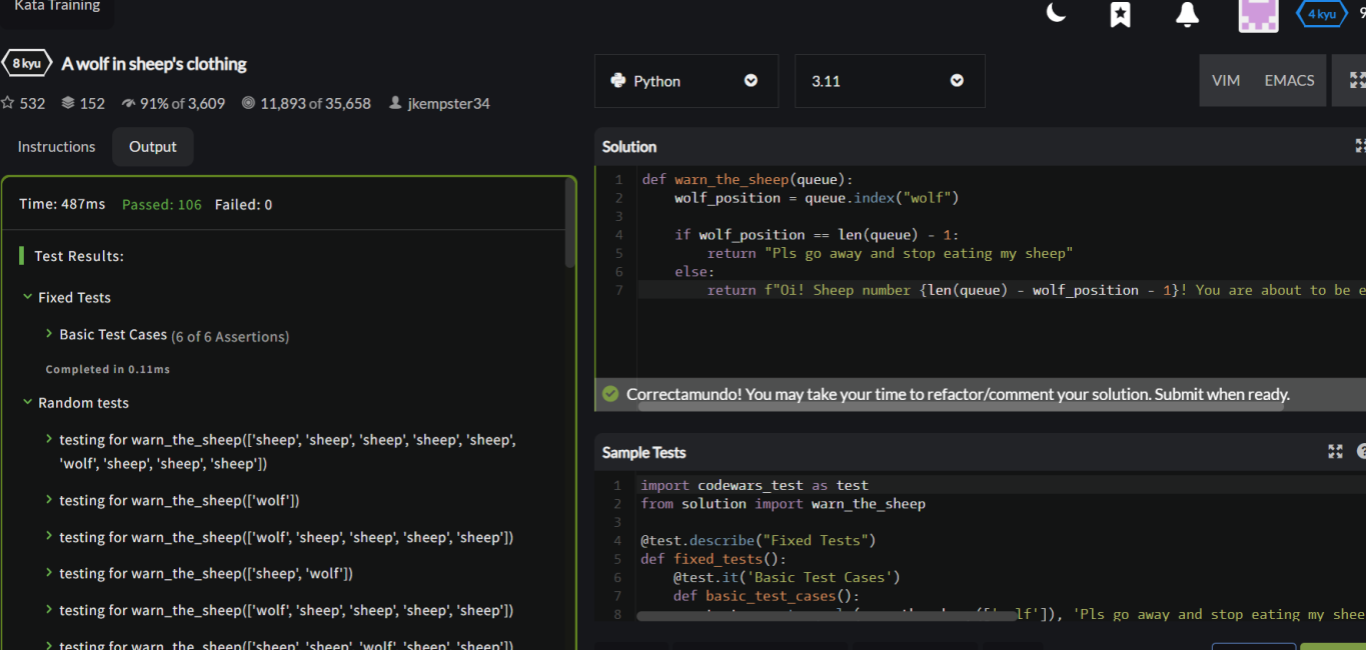 Kata Training
4 kyu
8 kyu A wolf in sheep's clothing
532 152 91% of 3,609 11,893 of 35,658 jkempster34
Python
3.11
VIM EMACS
Instructions Output
Time: 487ms Passed: 106 Failed: 0
Test Results:
Fixed Tests
Basic Test Cases (6 of 6 Assertions)
Completed in 0.11ms
Random tests
testing for warn_the_sheep(['sheep', 'sheep', 'sheep', 'sheep', 'sheep',
'wolf', 'sheep', 'sheep', 'sheep'])
testing for warn_the_sheep(['wolf'])
testing for warn_the_sheep(['wolf', 'sheep', 'sheep', 'sheep', 'sheep'])
testing for warn_the_sheep(['sheep', 'wolf'])
testing for warn_the_sheep(['wolf', 'sheep', 'sheep', 'sheep', 'sheep'])
testing for warn_the_sheep(['sheep', 'sheep', 'wolf', 'sheep', 'sheep'])
Solution
1 def warn_the_sheep(queue):
2 wolf_position = queue.index("wolf")
3
4 if wolf_position == len(queue) - 1:
5 return "Pls go away and stop eating my sheep"
6 else:
7 return f"Oi! Sheep number {len(queue) - wolf_position - 1}! You are about to be e
Correctamundo! You may take your time to refactor/comment your solution. Submit when ready.
Sample Tests
1 import codewars_test as test
2 from solution import warn_the_sheep
3
4 @test.describe("Fixed Tests")
5 def fixed_tests():
6 @test.it('Basic Test Cases')
7 def basic_test_cases():
8 lf']), 'Pls go away and stop eating my shee